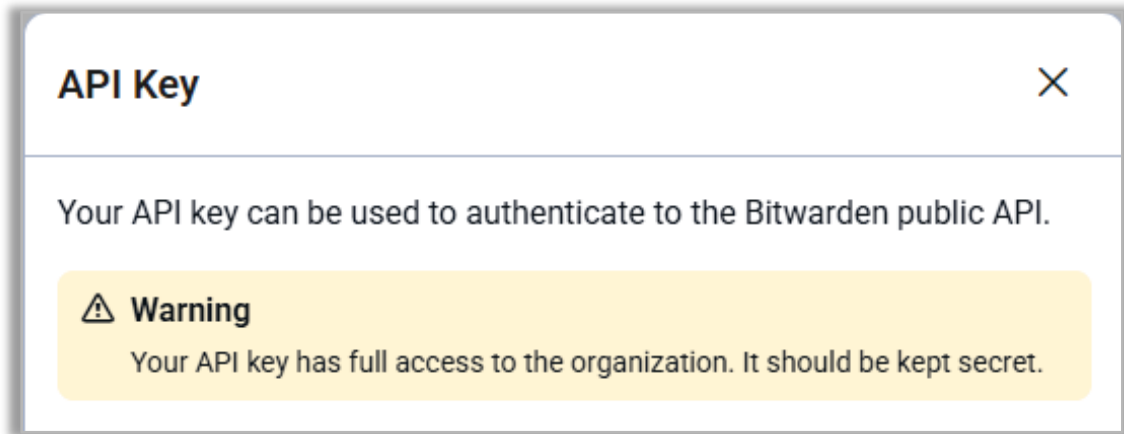 API Key
Your API key can be used to authenticate to the Bitwarden public API.
Warning
Your API key has full access to the organization. It should be kept secret.